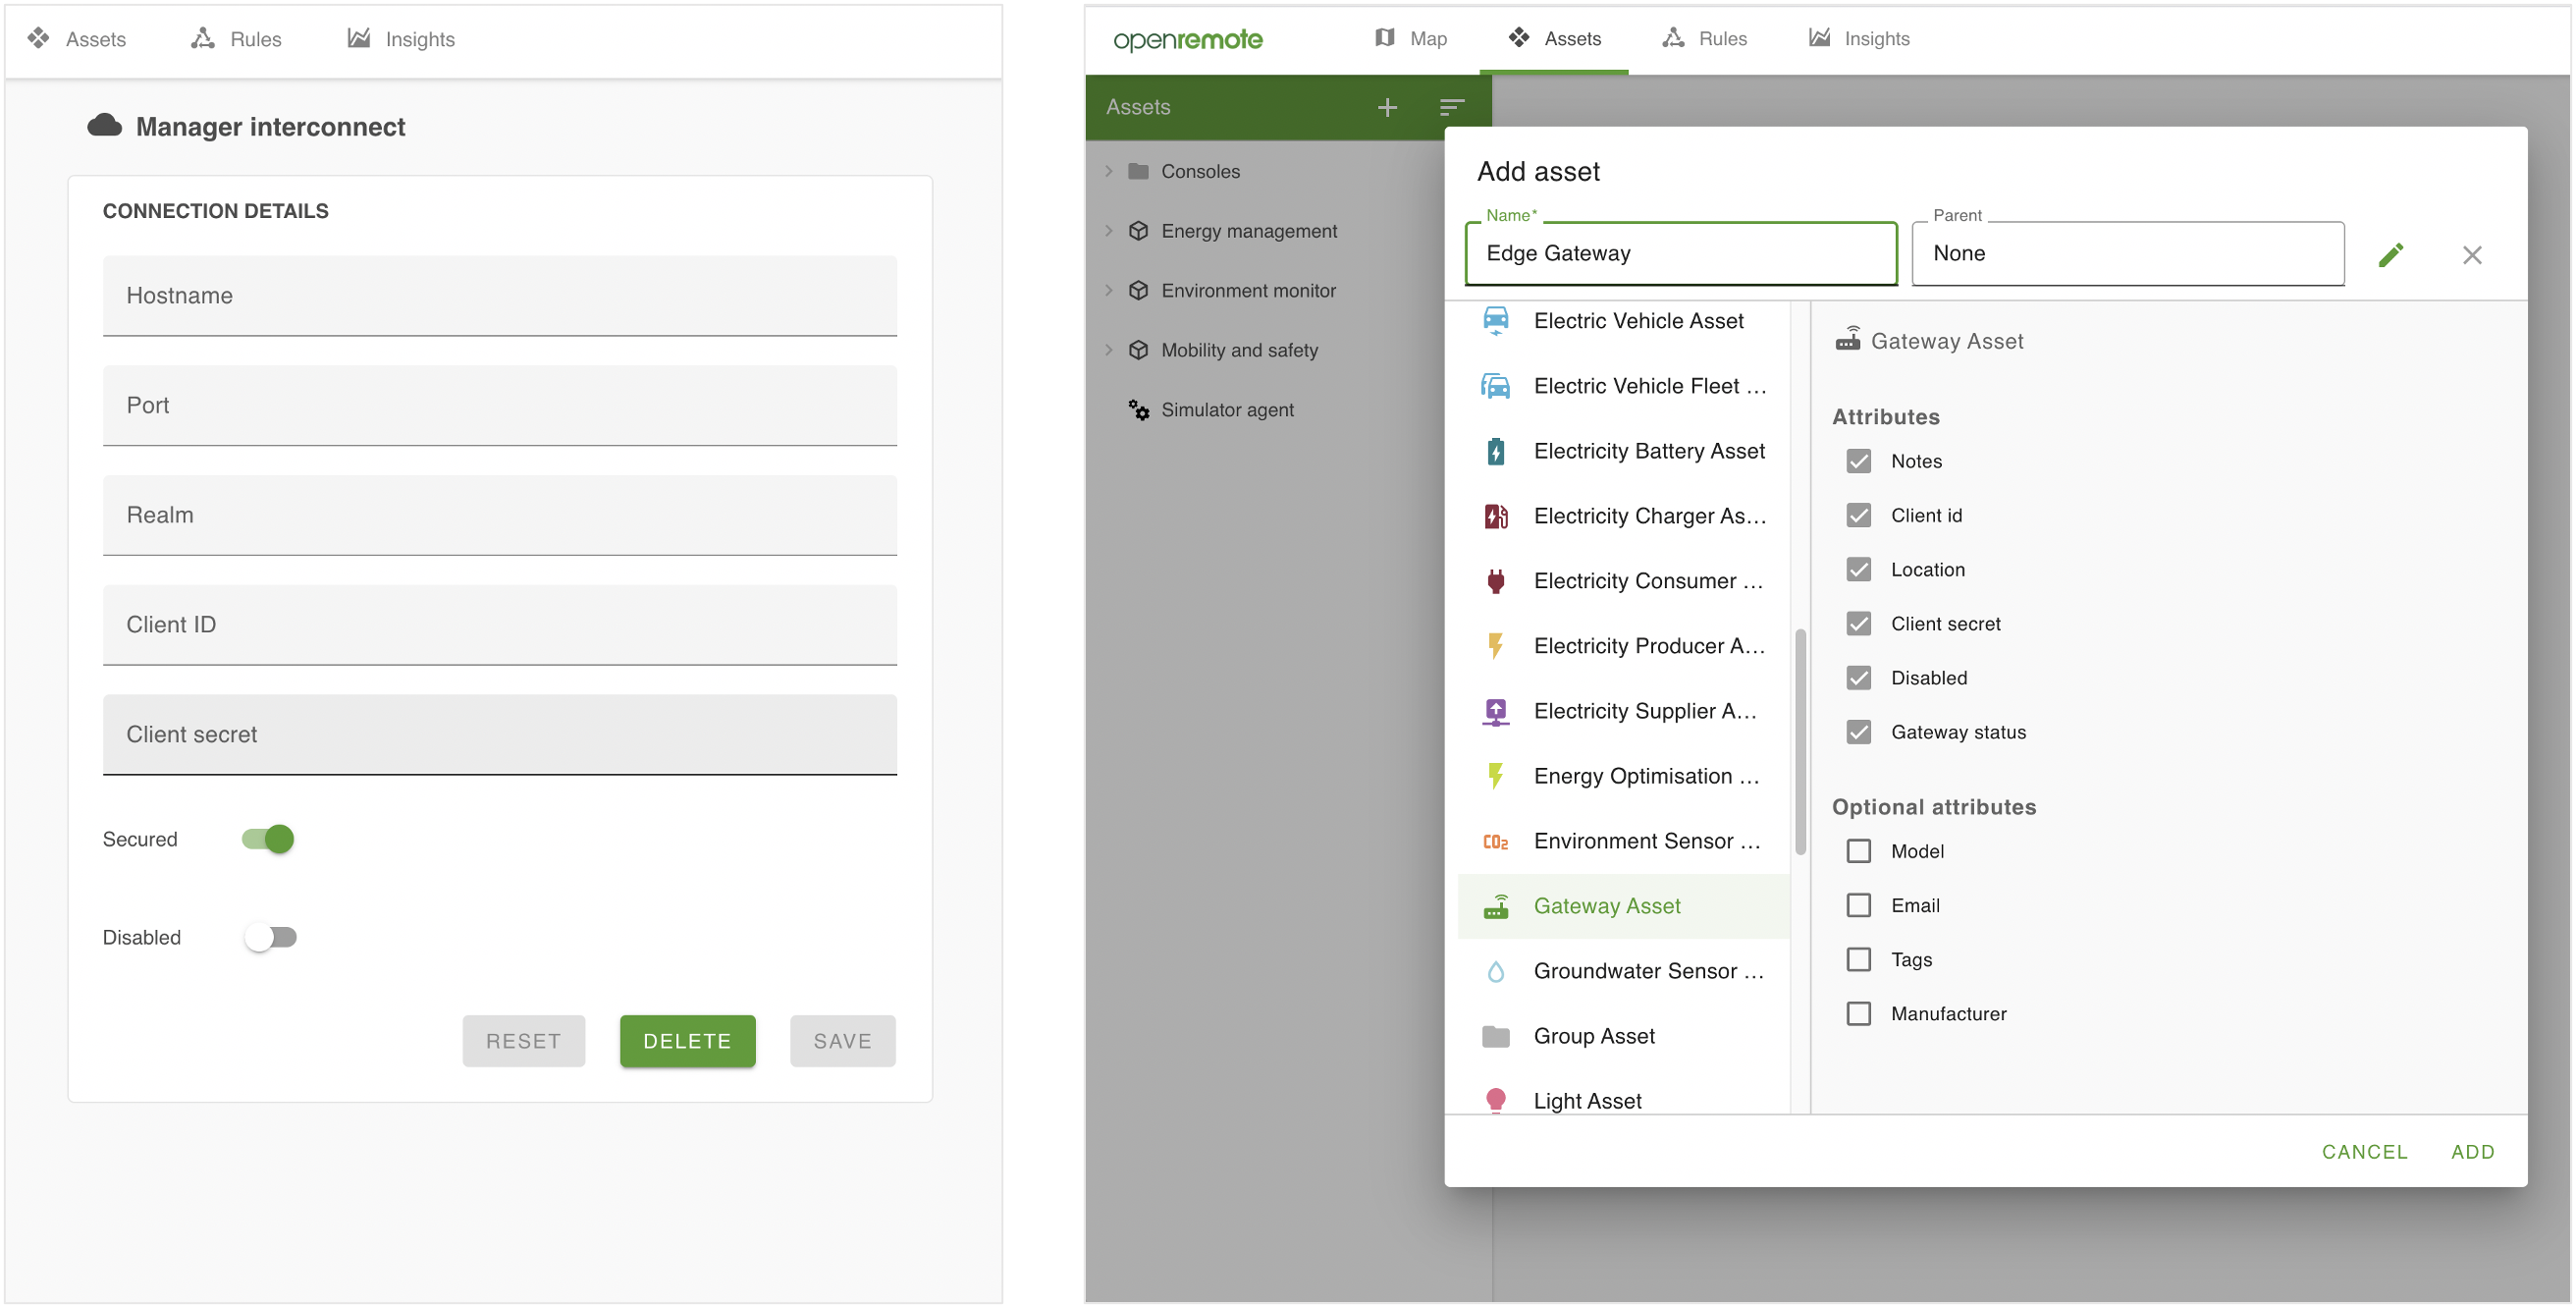 Assets Rules Insights
Manager interconnect
CONNECTION DETAILS
Hostname
Port
Realm
Client ID
Client secret
Secured
Disabled
RESET DELETE SAVE
openremote Map Assets Rules Insights
Assets
Consoles
Energy management
Environment monitor
Mobility and safety
Simulator agent
Add asset
Name* Parent
Edge Gateway None
Electric Vehicle Asset
Electric Vehicle Fleet ...
Electricity Battery Asset
Electricity Charger As...
Electricity Consumer ...
Electricity Producer A...
Electricity Supplier A...
Energy Optimisation ...
CO2 Environment Sensor ...
Gateway Asset
Groundwater Sensor ...
Group Asset
Light Asset
Gateway Asset
Attributes
Notes
Client id
Location
Client secret
Disabled
Gateway status
Optional attributes
Model
Email
Tags
Manufacturer
CANCEL ADD